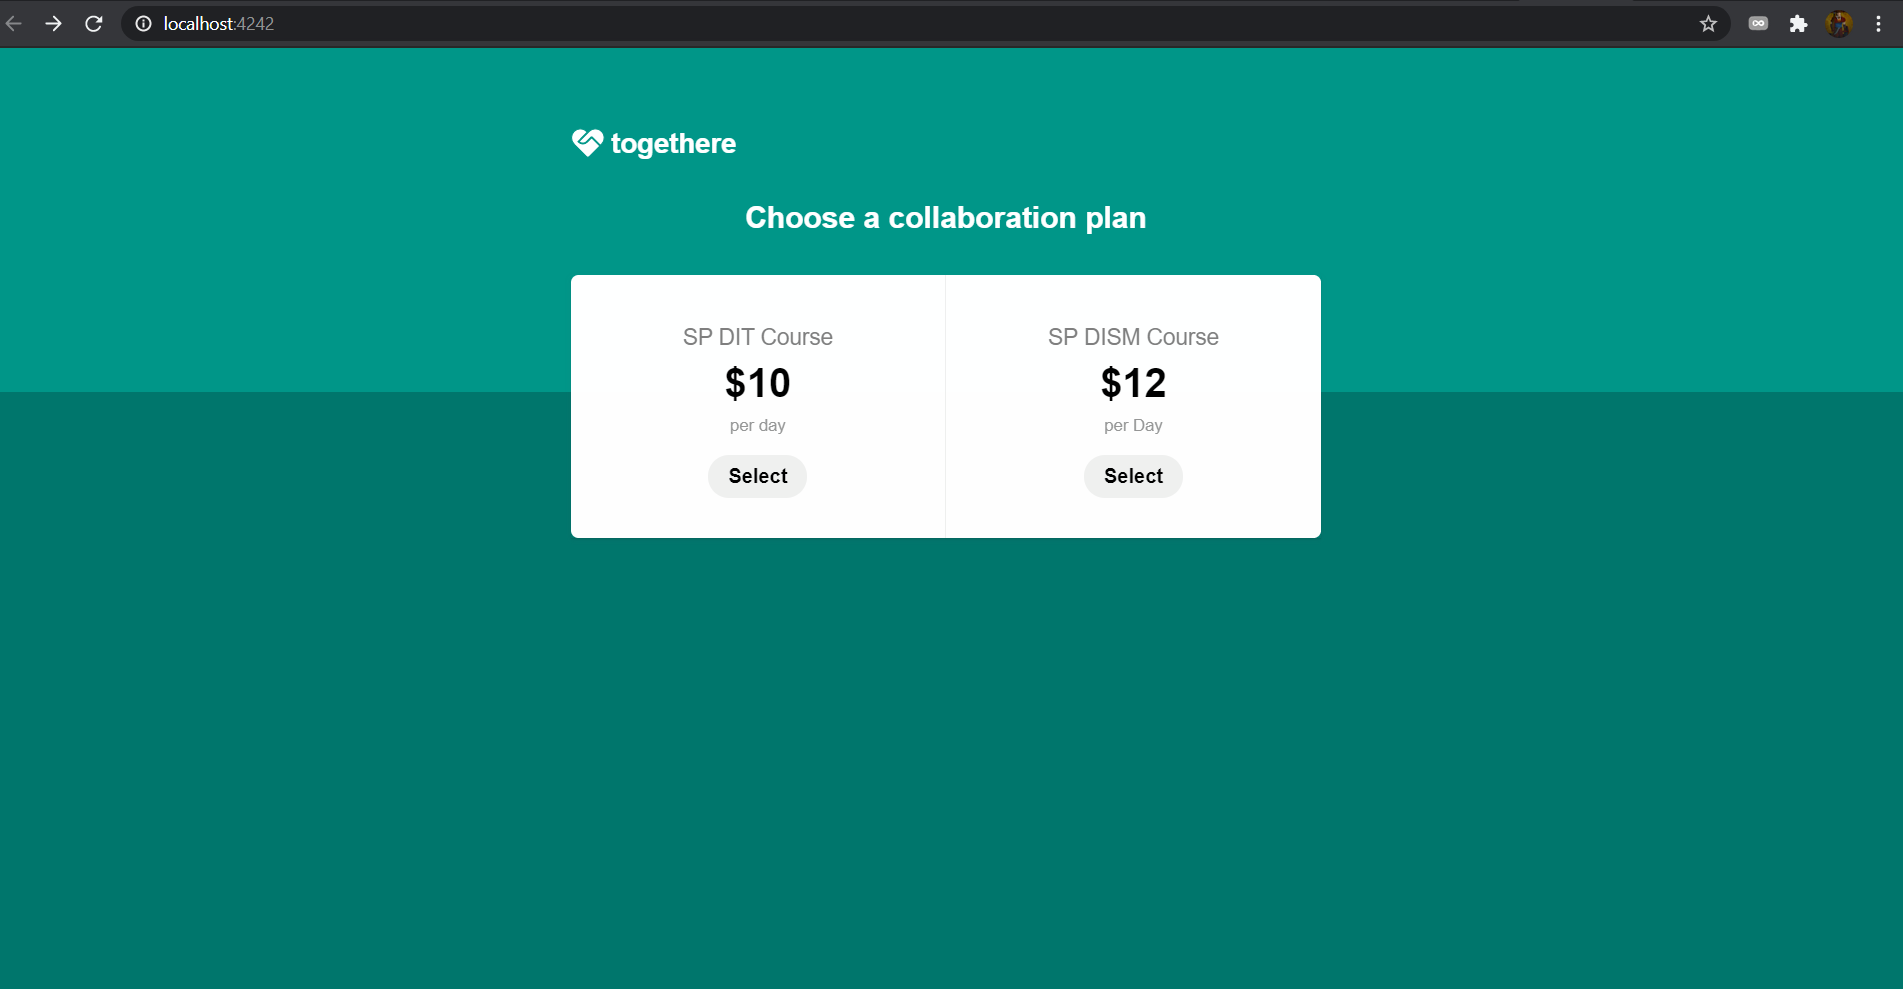 localhost:4242
togethere
Choose a collaboration plan
SP DIT Course
$10
per day
Select
SP DISM Course
$12
per Day
Select